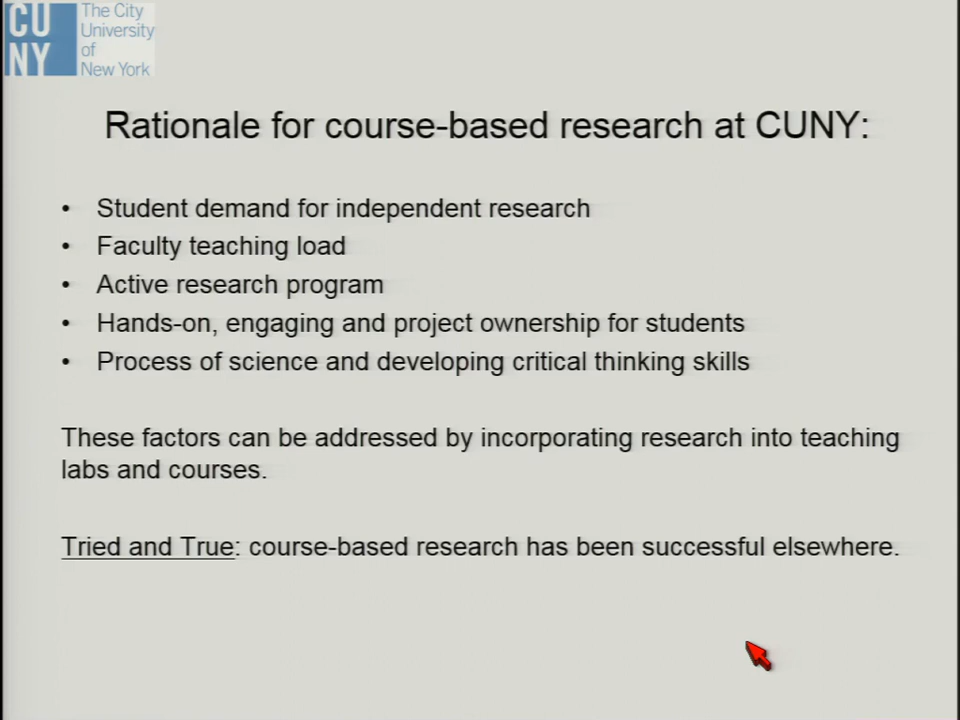 CU
NY
The City
University
of
New York
Rationale for course-based research at CUNY:
• Student demand for independent research
• Faculty teaching load
• Active research program
• Hands-on, engaging and project ownership for students
• Process of science and developing critical thinking skills
These factors can be addressed by incorporating research into teaching
labs and courses.
Tried and True: course-based research has been successful elsewhere.